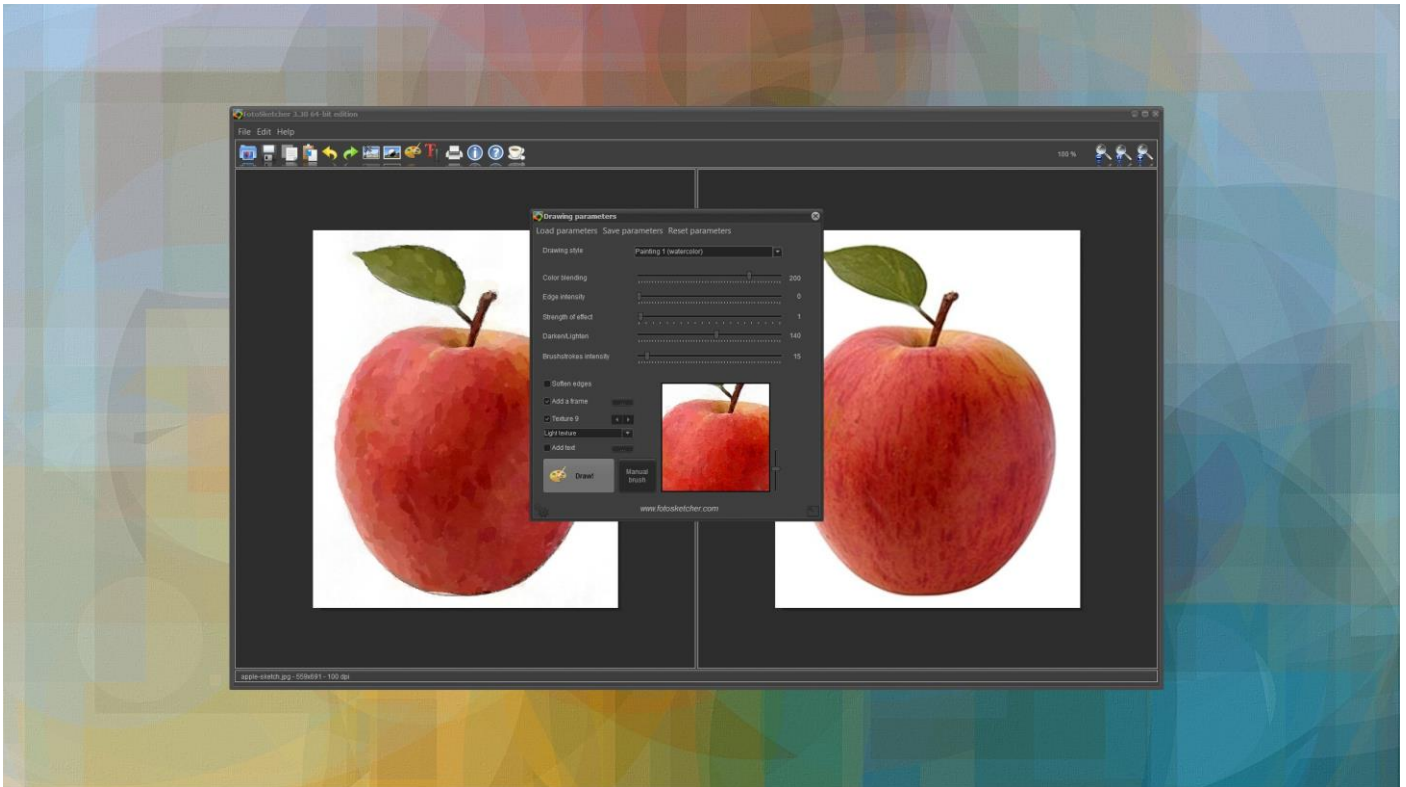 FotoSketcher 3.30 64-bit edition
File Edit Help
100 %
Drawing parameters
Load parameters Save parameters Reset parameters
Drawing style Painting 1 (watercolor)
Color blending 200
Edge intensity 0
Strength of effect 1
Darken/Lighten 140
Brushstrokes intensity 15
Soften edges
Add a frame
Texture 9
Light texture
Add text
Draw!
Manual
brush
www.fotosketcher.com
apple-sketch.jpg - 559x691 - 100 dpi